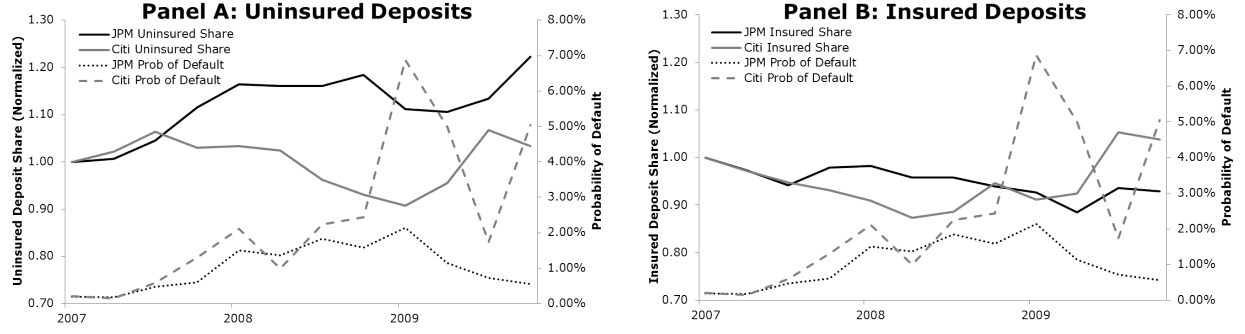 Panel A: Uninsured Deposits
JPM Uninsured Share
Citi Uninsured Share
JPM Prob of Default
Citi Prob of Default
Uninsured Deposit Share (Normalized)
1.30
1.20
1.10
1.00
0.90
0.80
0.70
8.00%
7.00%
6.00%
5.00%
4.00%
3.00%
2.00%
1.00%
0.00%
Probability of Default
2007
2008
2009
Panel B: Insured Deposits
JPM Insured Share
Citi Insured Share
JPM Prob of Default
Citi Prob of Default
Insured Deposit Share (Normalized)
1.30
1.20
1.10
1.00
0.90
0.80
0.70
8.00%
7.00%
6.00%
5.00%
4.00%
3.00%
2.00%
1.00%
0.00%
Probability of Default
2007
2008
2009